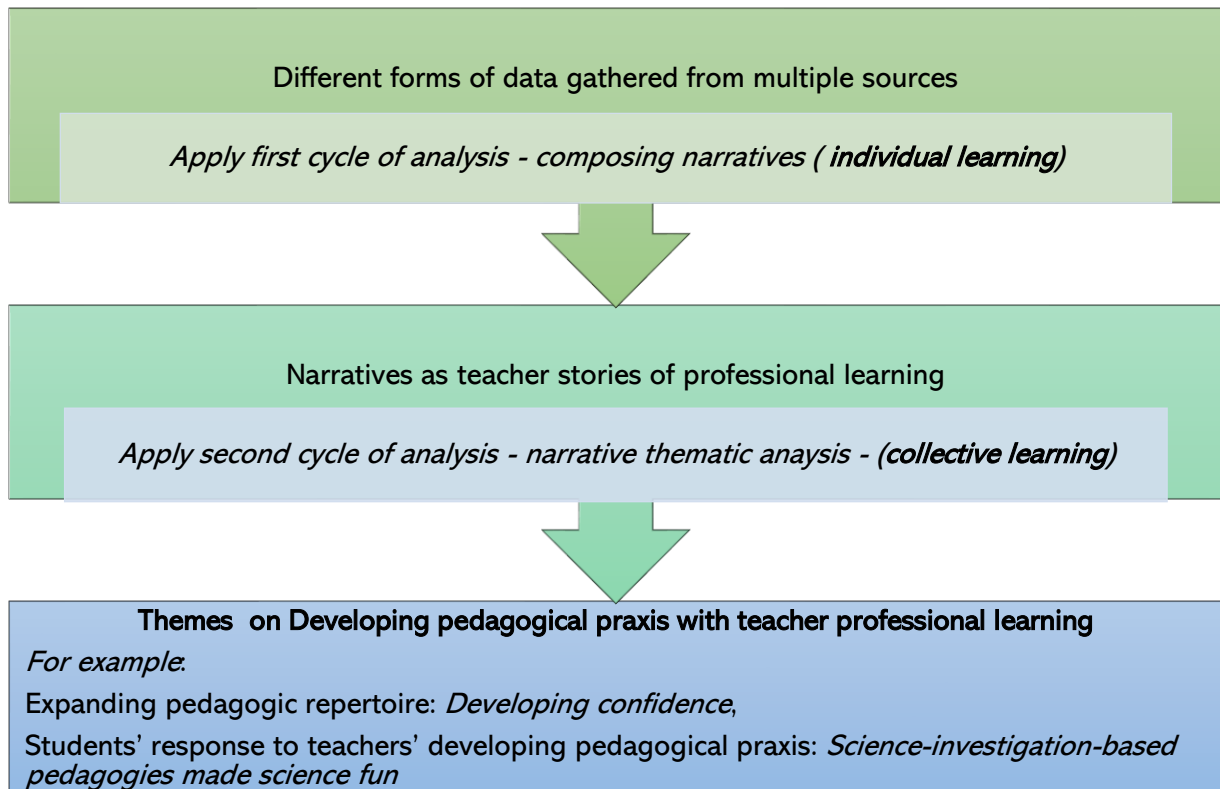 Different forms of data gathered from multiple sources
Apply first cycle of analysis - composing narratives ( individual learning)
Narratives as teacher stories of professional learning
Apply second cycle of analysis - narrative thematic anaysis - (collective learning)
Themes on Developing pedagogical praxis with teacher professional learning
For example:
Expanding pedagogic repertoire: Developing confidence,
Students’ response to teachers’ developing pedagogical praxis: Science-investigation-based
pedagogies made science fun